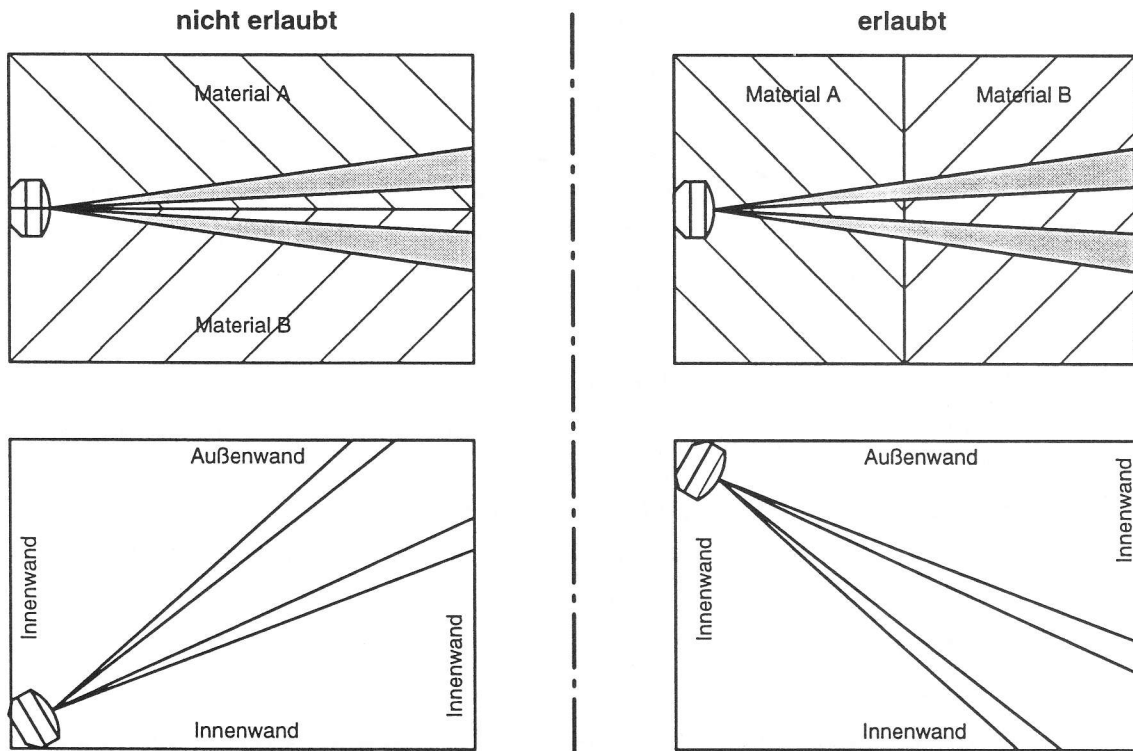 nicht erlaubt
Material A
Material B
Außenwand
Innenwand
Innenwand
Innenwand
erlaubt
Material A
Material B
Außenwand
Innenwand
Innenwand
Innenwand